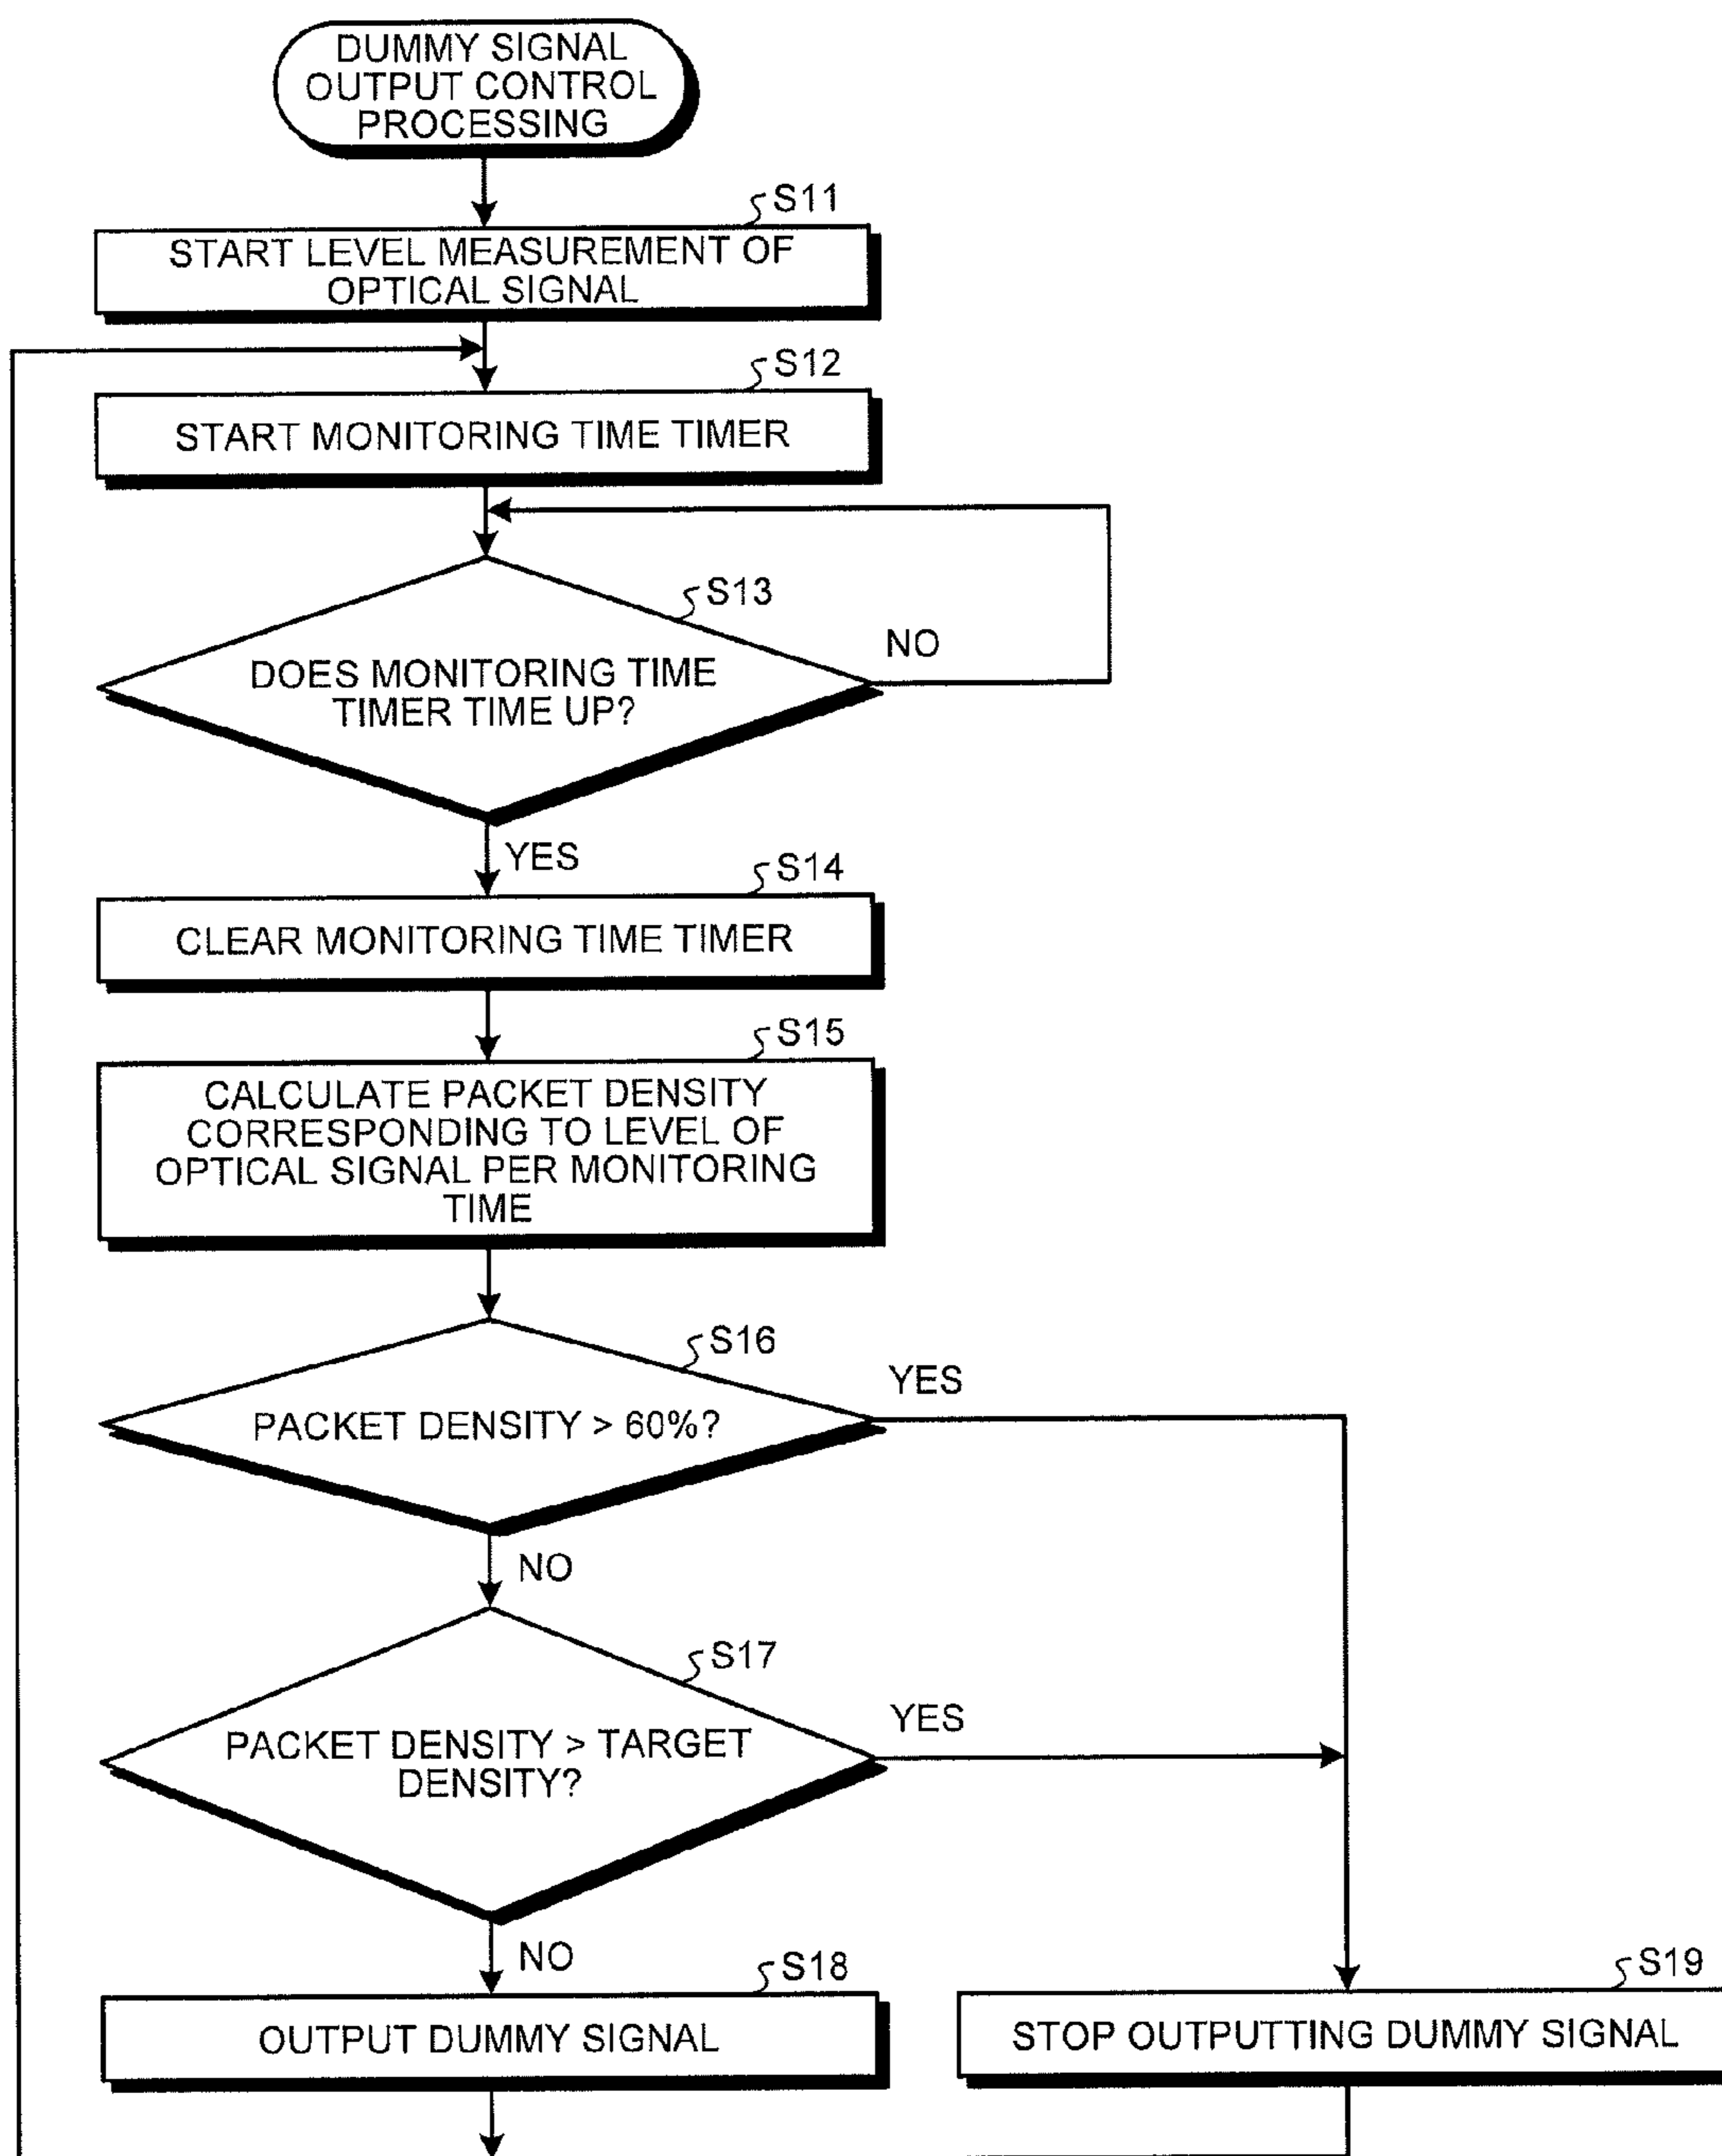 DUMMY SIGNAL
OUTPUT CONTROL
PROCESSING
S11
START LEVEL MEASUREMENT OF
OPTICAL SIGNAL
S12
START MONITORING TIME TIMER
S13
NO
DOES MONITORING TIME
TIMER TIME UP?
YES
S14
CLEAR MONITORING TIME TIMER
S15
CALCULATE PACKET DENSITY
CORRESPONDING TO LEVEL OF
OPTICAL SIGNAL PER MONITORING
TIME
S16
YES
PACKET DENSITY > 60%?
NO
S17
YES
PACKET DENSITY > TARGET
DENSITY?
NO
S18
S19
OUTPUT DUMMY SIGNAL
STOP OUTPUTTING DUMMY SIGNAL